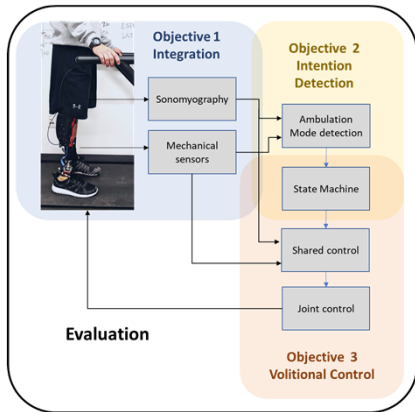 Objective 1
Integration
Objective 2
Intention
Detection
Sonomyography
Mechanical
sensors
Ambulation
Mode detection
State Machine
Shared control
Joint control
Evaluation
Objective 3
Volitional Control